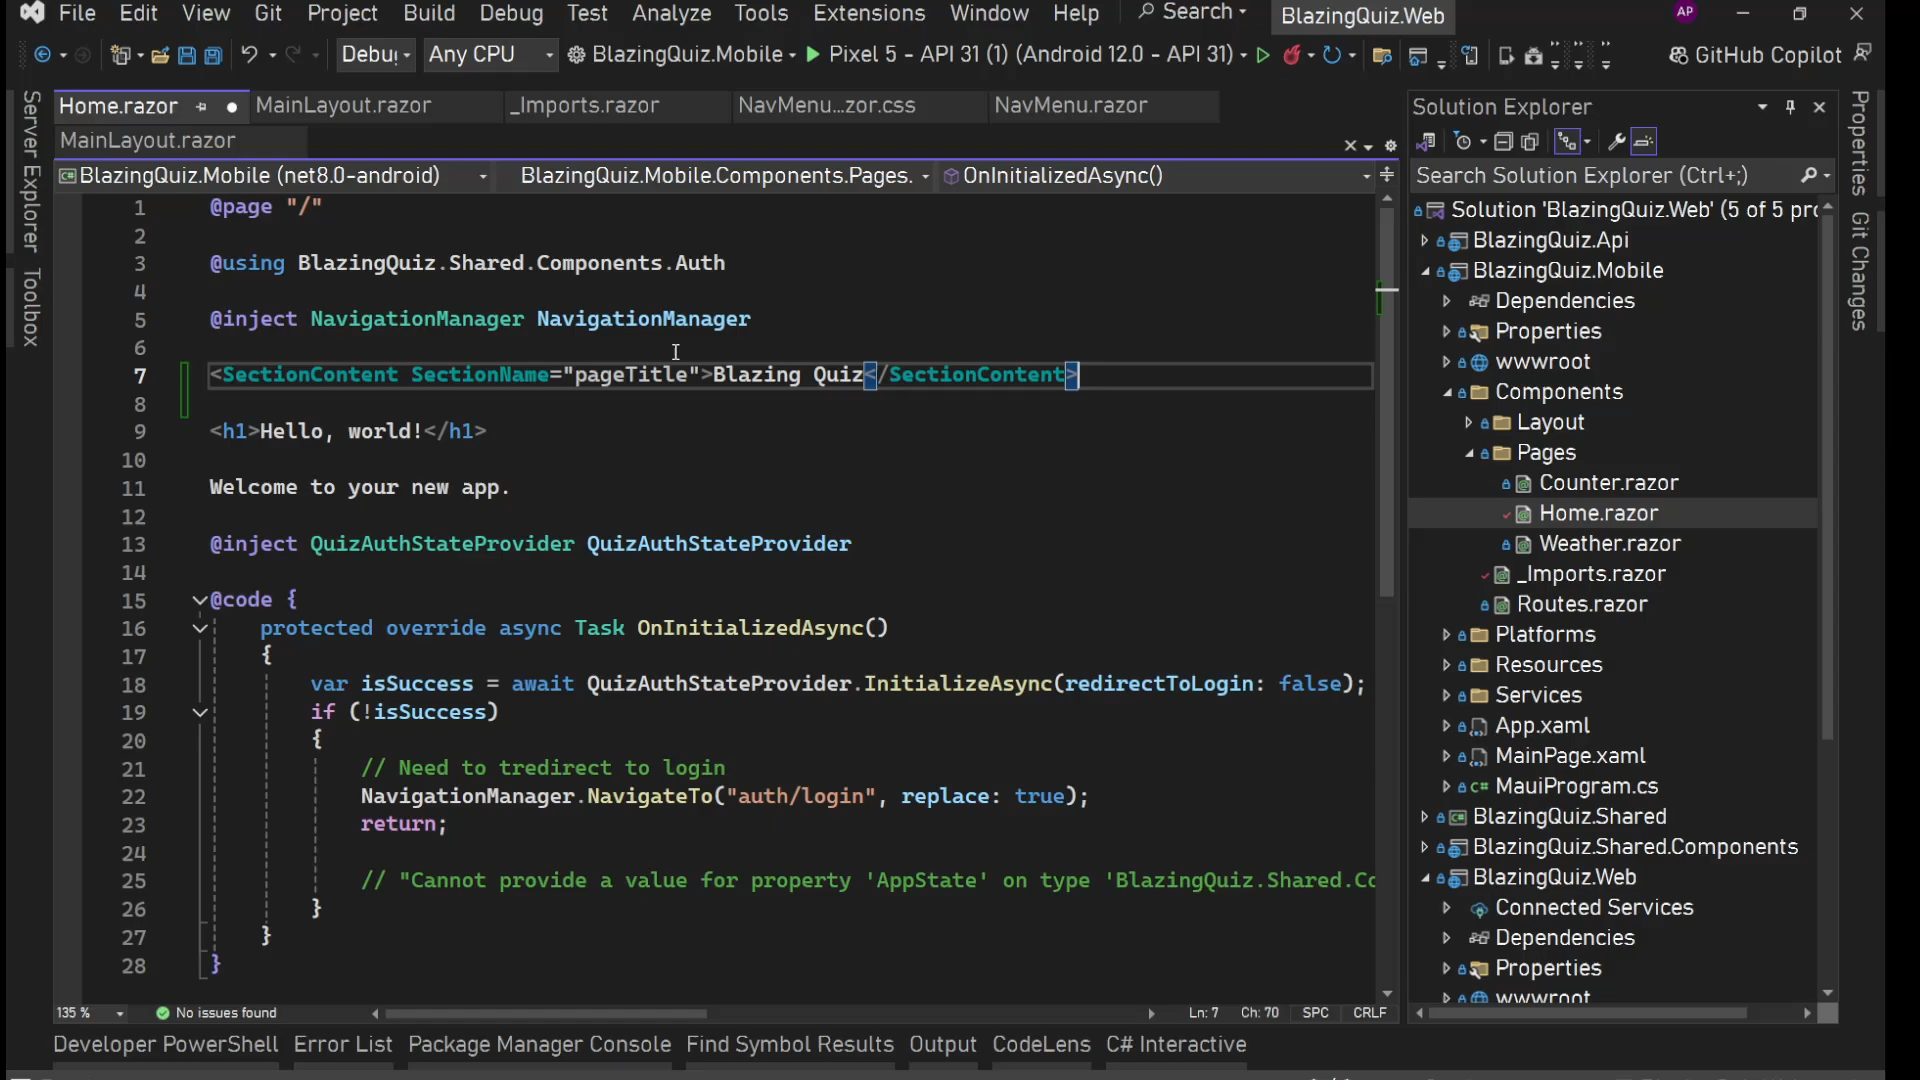 File Edit View Git Project Build Debug Test Analyze Tools Extensions Window Help Search BlazingQuiz.Web AP
Debug Any CPU BlazingQuiz.Mobile Pixel 5 - API 31 (1) (Android 12.0 - API 31) GitHub Copilot
Home.razor MainLayout.razor _Imports.razor NavMenu...zor.css NavMenu.razor
MainLayout.razor
BlazingQuiz.Mobile (net8.0-android) BlazingQuiz.Mobile.Components.Pages. OnInitializedAsync()
Server Explorer
Toolbox
1 @page "/"
2
3 @using BlazingQuiz.Shared.Components.Auth
4
5 @inject NavigationManager NavigationManager
6
7 <SectionContent SectionName="pageTitle">Blazing Quiz</SectionContent>
8
9 <h1>Hello, world!</h1>
10
11 Welcome to your new app.
12
13 @inject QuizAuthStateProvider QuizAuthStateProvider
14
15 @code {
16 protected override async Task OnInitializedAsync()
17 {
18 var isSuccess = await QuizAuthStateProvider.InitializeAsync(redirectToLogin: false);
19 if (!isSuccess)
20 {
21 // Need to tredirect to login
22 NavigationManager.NavigateTo("auth/login", replace: true);
23 return;
24
25 // "Cannot provide a value for property 'AppState' on type 'BlazingQuiz.Shared.Co
26 }
27 }
28 }
135 % No issues found Ln: 7 Ch: 70 SPC CRLF
Developer PowerShell Error List Package Manager Console Find Symbol Results Output CodeLens C# Interactive
Solution Explorer
Search Solution Explorer (Ctrl+;)
Solution 'BlazingQuiz.Web' (5 of 5 pro
BlazingQuiz.Api
BlazingQuiz.Mobile
Dependencies
Properties
wwwroot
Components
Layout
Pages
Counter.razor
Home.razor
Weather.razor
_Imports.razor
Routes.razor
Platforms
Resources
Services
App.xaml
MainPage.xaml
MauiProgram.cs
BlazingQuiz.Shared
BlazingQuiz.Shared.Components
BlazingQuiz.Web
Connected Services
Dependencies
Properties
wwwroot
Properties
Git Changes